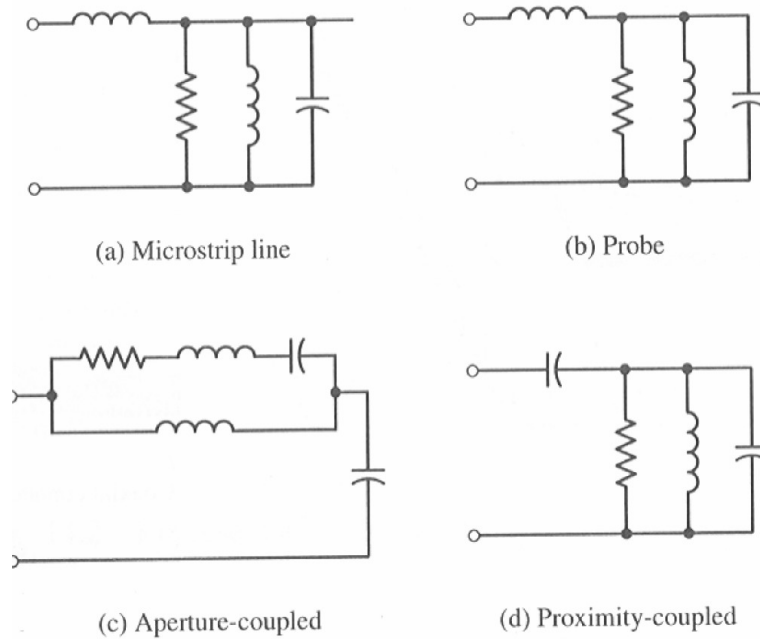 (a) Microstrip line
(b) Probe
(c) Aperture-coupled
(d) Proximity-coupled